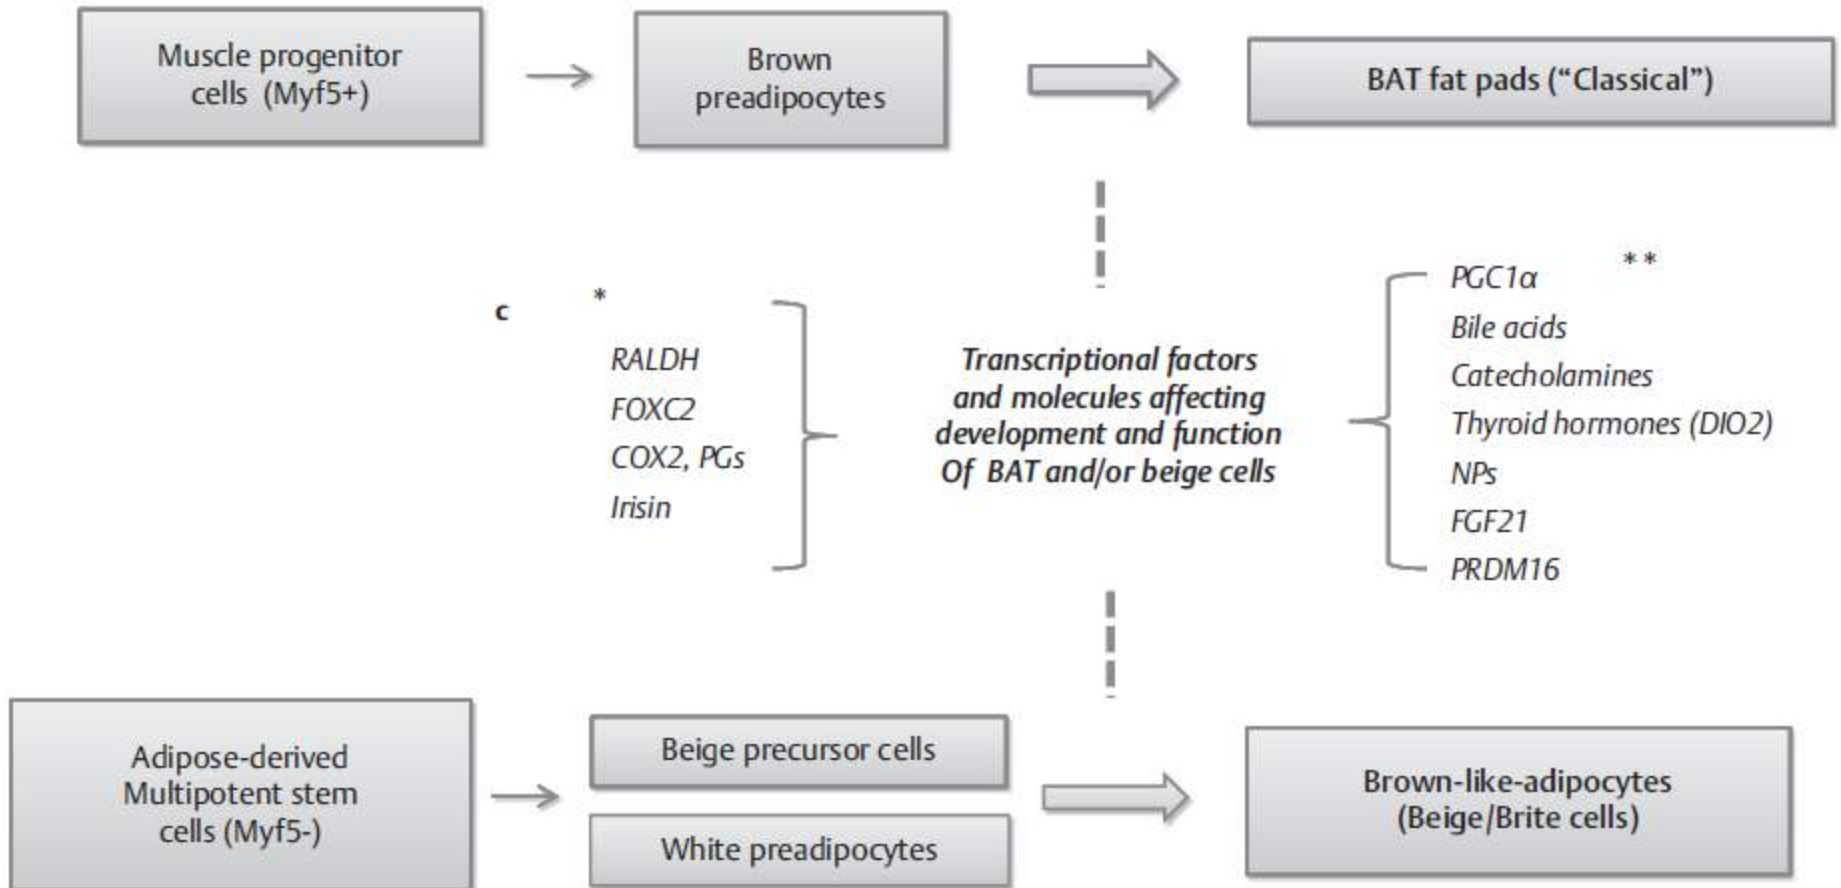 Muscle progenitor
cells (Myf5+)
Brown
preadipocytes
BAT fat pads (“Classical”)
c
*
RALDH
FOXC2
COX2, PGs
Irisin
Transcriptional factors
and molecules affecting
development and function
Of BAT and/or beige cells
PGC1α **
Bile acids
Catecholamines
Thyroid hormones (DIO2)
NPs
FGF21
PRDM16
Adipose-derived
Multipotent stem
cells (Myf5-)
Beige precursor cells
White preadipocytes
Brown-like-adipocytes
(Beige/Brite cells)